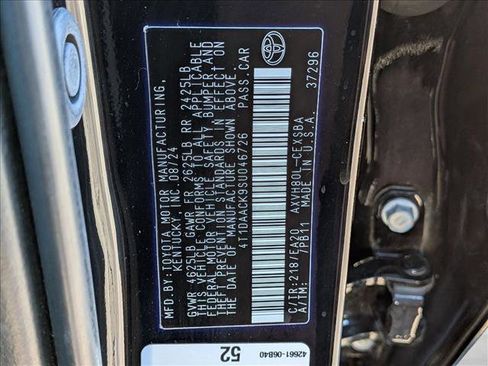 MFD.BY:TOYOTA MOTOR MANUFACTURING,
KENTUCKY, INC. 08/24
GVWR 4625LB GAWR FR 2625LB RR 2425LB
THIS VEHICLE CONFORMS TO ALL APPLICABLE
FEDERAL MOTOR VEHICLE SAFETY, BUMPER, AND
THEFT PREVENTION STANDARDS IN EFFECT ON
THE DATE OF MANUFACTURE SHOWN ABOVE.
4T1DAACK9SU046726 PASS.CAR
C/TR:218/EA20 AXVH80L-CEXSBA
A/TM: /PB11 MADE IN U.S.A.
37296
52
42661-06B40